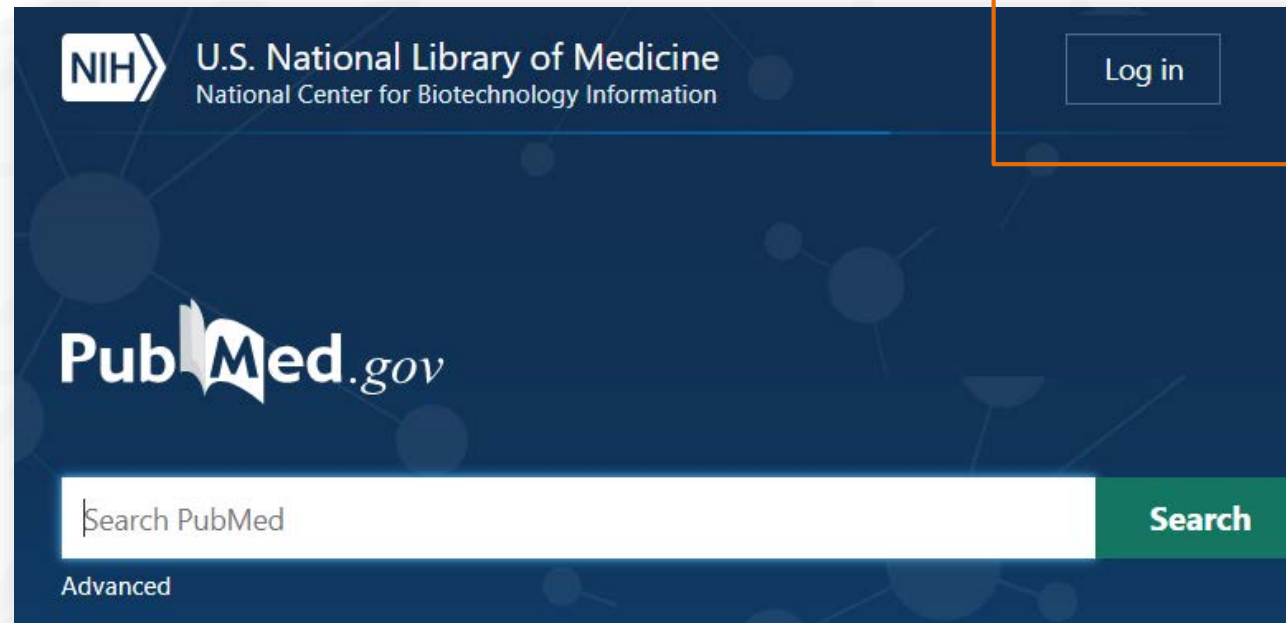 NIH
U.S. National Library of Medicine
National Center for Biotechnology Information
Log in
PubMed.gov
Search PubMed
Search
Advanced